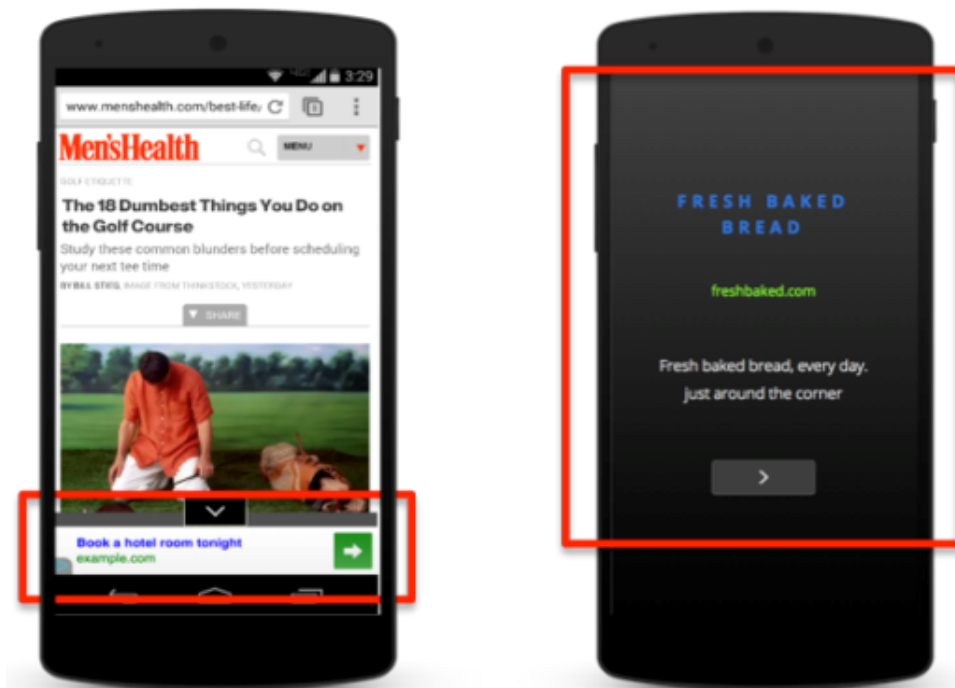 3:29
www.menshealth.com/best-life/
Men'sHealth
MENU
GOLF ETIQUETTE
The 18 Dumbest Things You Do on
the Golf Course
Study these common blunders before scheduling
your next tee time
BY BILL STIEG, IMAGE FROM THINKSTOCK, YESTERDAY
SHARE
Book a hotel room tonight
example.com
FRESH BAKED
BREAD
freshbaked.com
Fresh baked bread, every day.
just around the corner